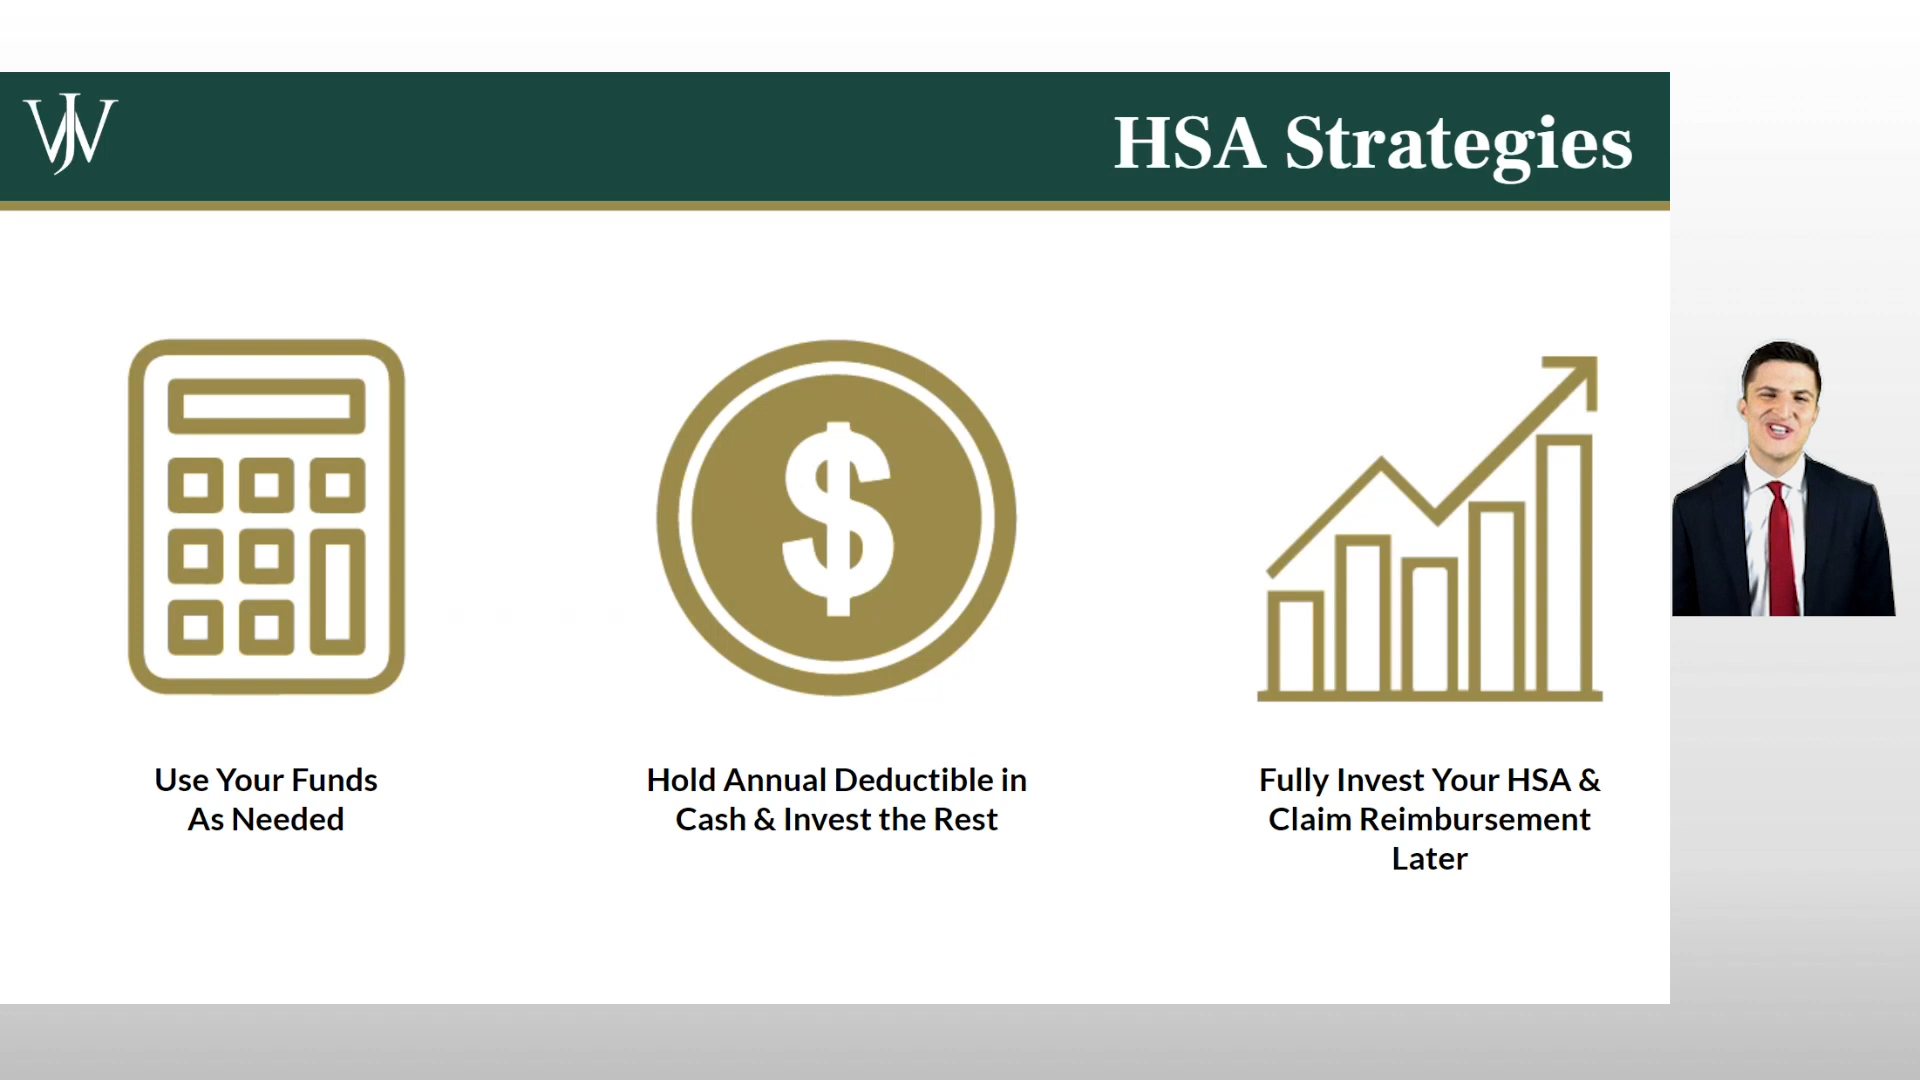 JW
HSA Strategies
$
Use Your Funds
As Needed
Hold Annual Deductible in
Cash & Invest the Rest
Fully Invest Your HSA &
Claim Reimbursement
Later